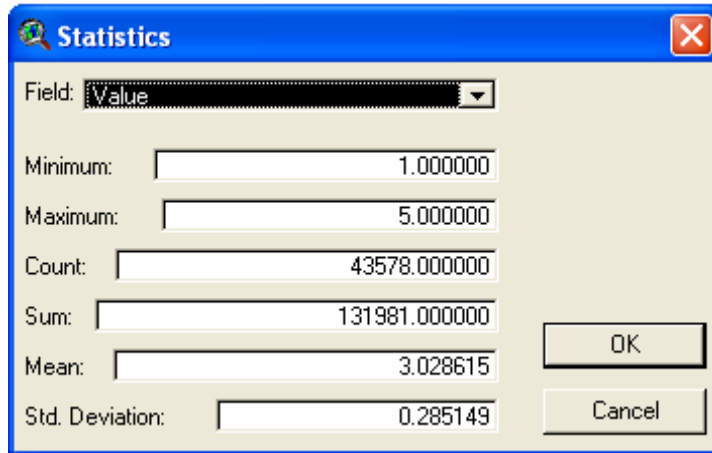 Statistics
Field: Value
Minimum: 1.000000
Maximum: 5.000000
Count: 43578.000000
Sum: 131981.000000
OK
Mean: 3.028615
Std. Deviation: 0.285149
Cancel